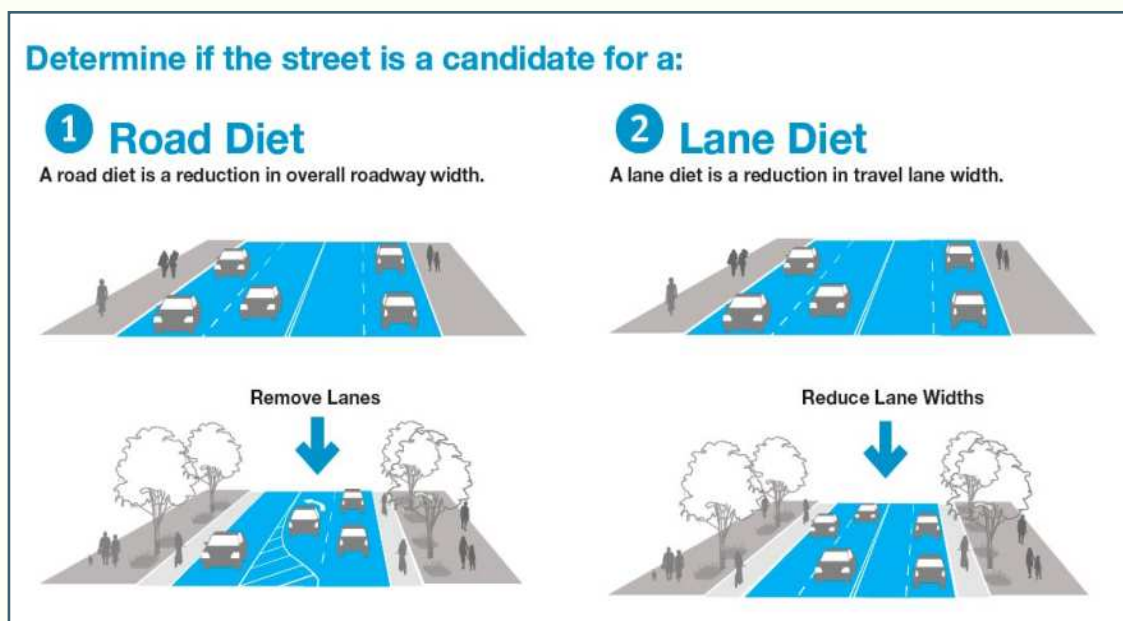 Determine if the street is a candidate for a:
1 Road Diet
A road diet is a reduction in overall roadway width.
Remove Lanes
2 Lane Diet
A lane diet is a reduction in travel lane width.
Reduce Lane Widths